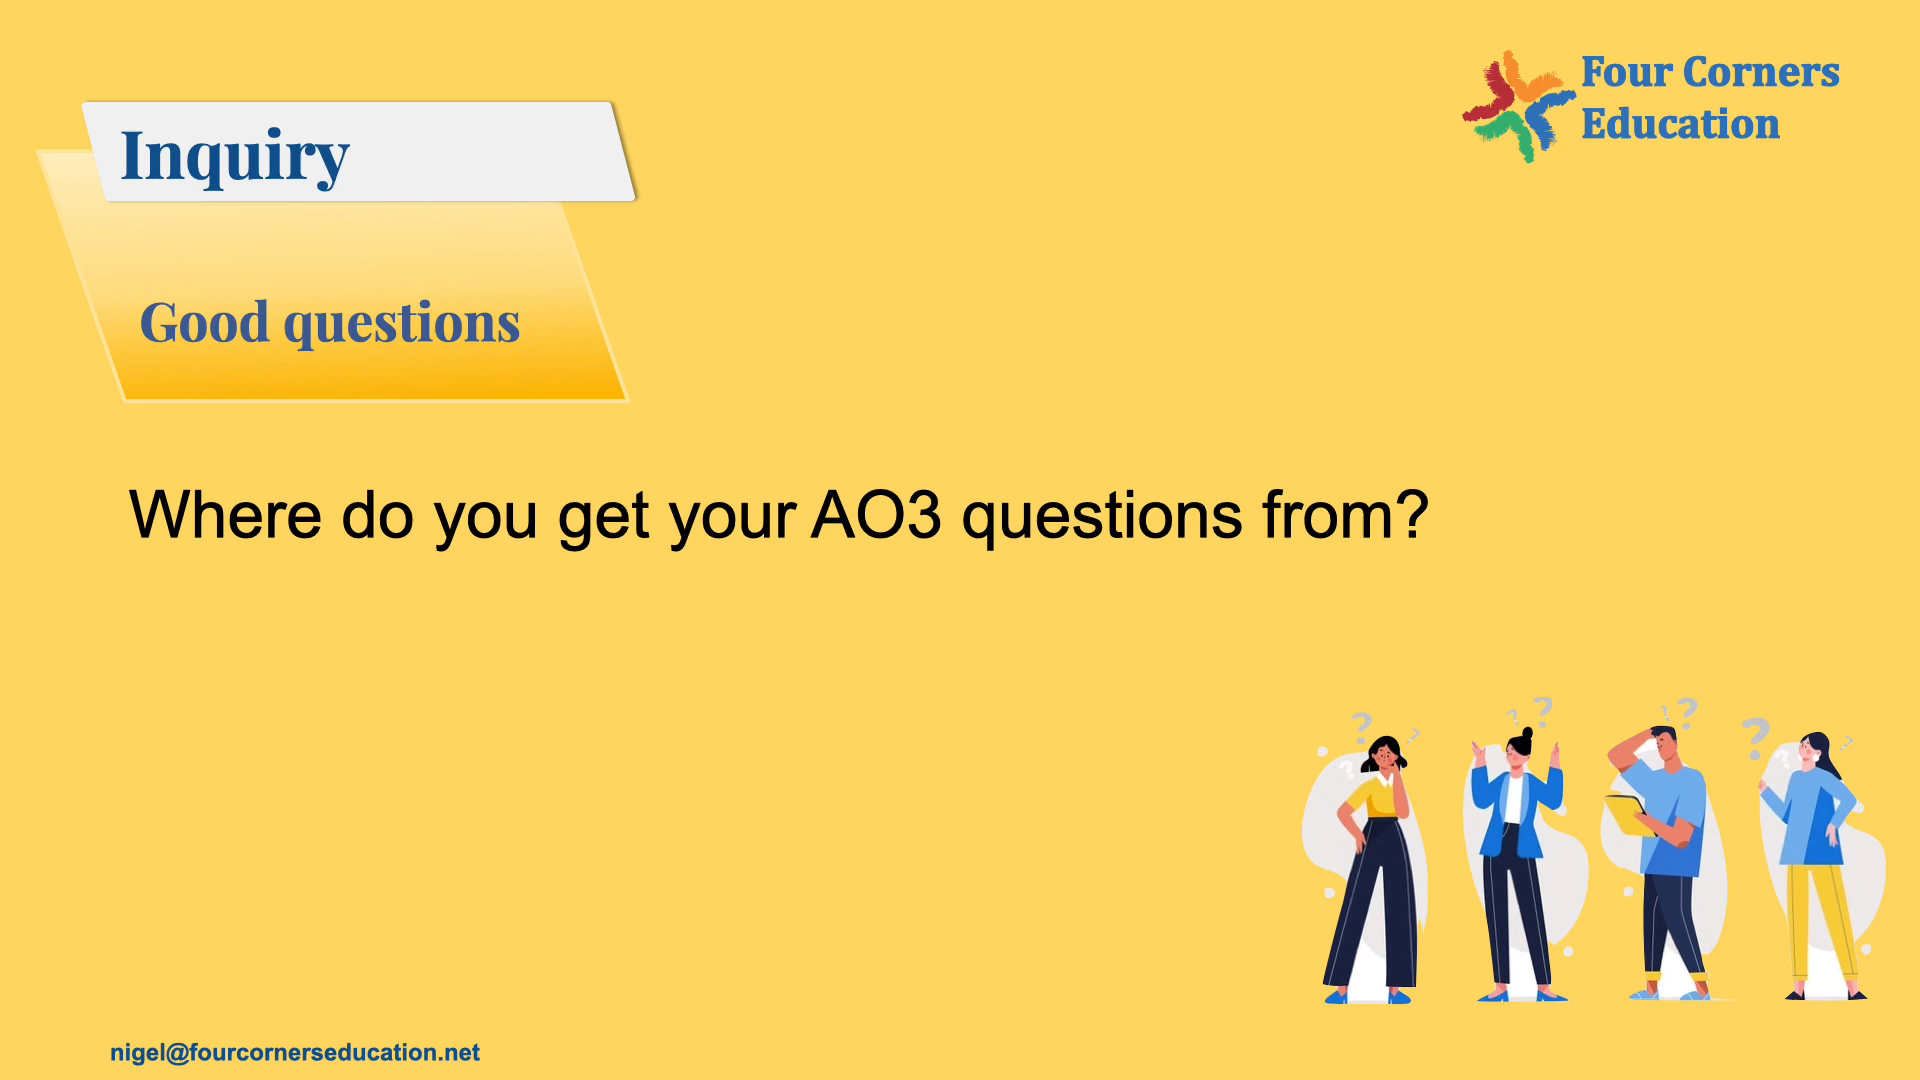 Four Corners
Education
Inquiry
Good questions
Where do you get your AO3 questions from?
nigel@fourcornerseducation.net